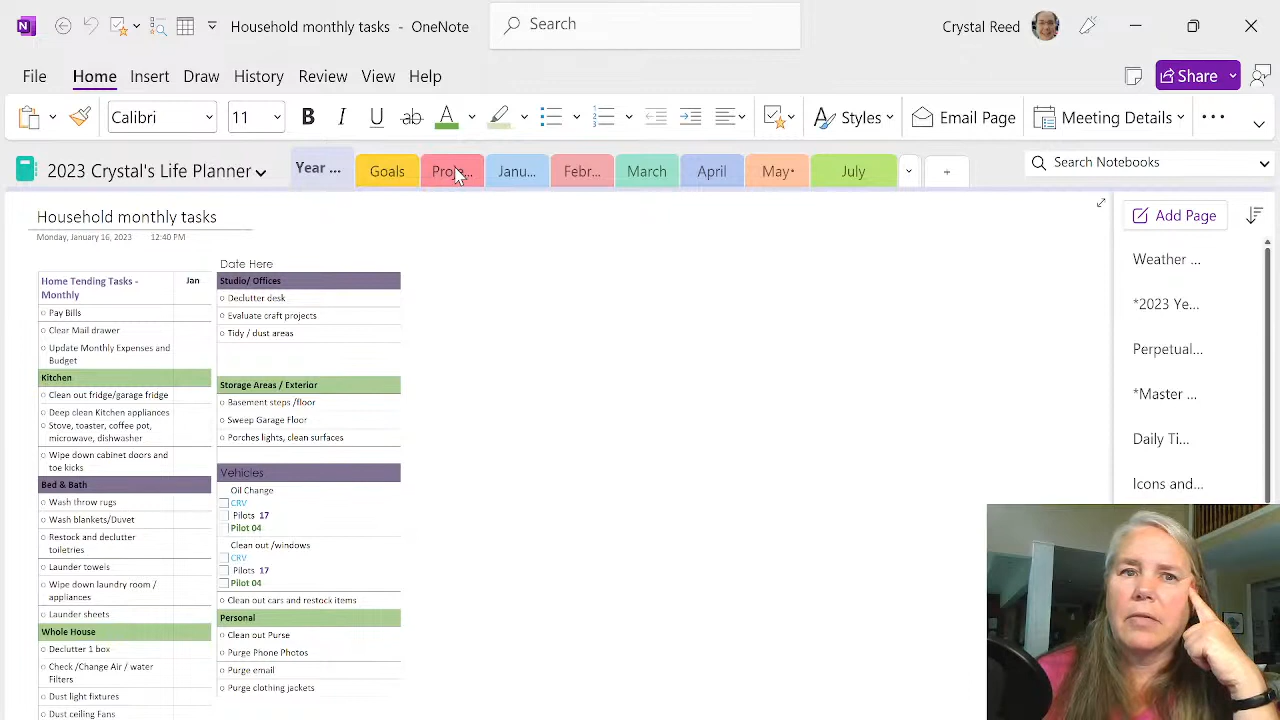 Household monthly tasks - OneNote
Search
Crystal Reed
File Home Insert Draw History Review View Help
Share
Calibri
11
B I U ab A
Styles
Email Page
Meeting Details
2023 Crystal's Life Planner
Year ...
Goals
Janu...
Febr...
March
April
May•
July
+
Search Notebooks
Household monthly tasks
Monday, January 16, 2023 12:40 PM
Home Tending Tasks - Monthly
Jan
Pay Bills
Clear Mail drawer
Update Monthly Expenses and
Budget
Kitchen
Clean out fridge/garage fridge
Deep clean Kitchen appliances
Stove, toaster, coffee pot,
microwave, dishwasher
Wipe down cabinet doors and
toe kicks
Bed & Bath
Wash throw rugs
Wash blankets/Duvet
Restock and declutter
toiletries
Launder towels
Wipe down laundry room /
appliances
Launder sheets
Whole House
Declutter 1 box
Check /Change Air / water
Filters
Dust light fixtures
Dust ceiling Fans
Date Here
Studio/ Offices
Declutter desk
Evaluate craft projects
Tidy / dust areas
Storage Areas / Exterior
Basement steps /floor
Sweep Garage Floor
Porches lights, clean surfaces
Vehicles
Oil Change
CRV
Pilots 17
Pilot 04
Clean out /windows
CRV
Pilots 17
Pilot 04
Clean out cars and restock items
Personal
Clean out Purse
Purge Phone Photos
Purge email
Purge clothing jackets
Add Page
Weather ...
*2023 Ye...
Perpetual...
*Master ...
Daily Ti...
Icons and...